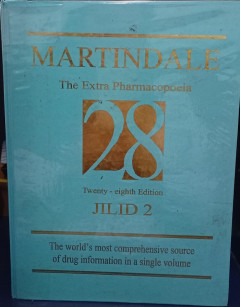 MARTINDALE
The Extra Pharmacopoeia
28
Twenty - eighth Edition
JILID 2
The world's most comprehensive source
of drug information in a single volume